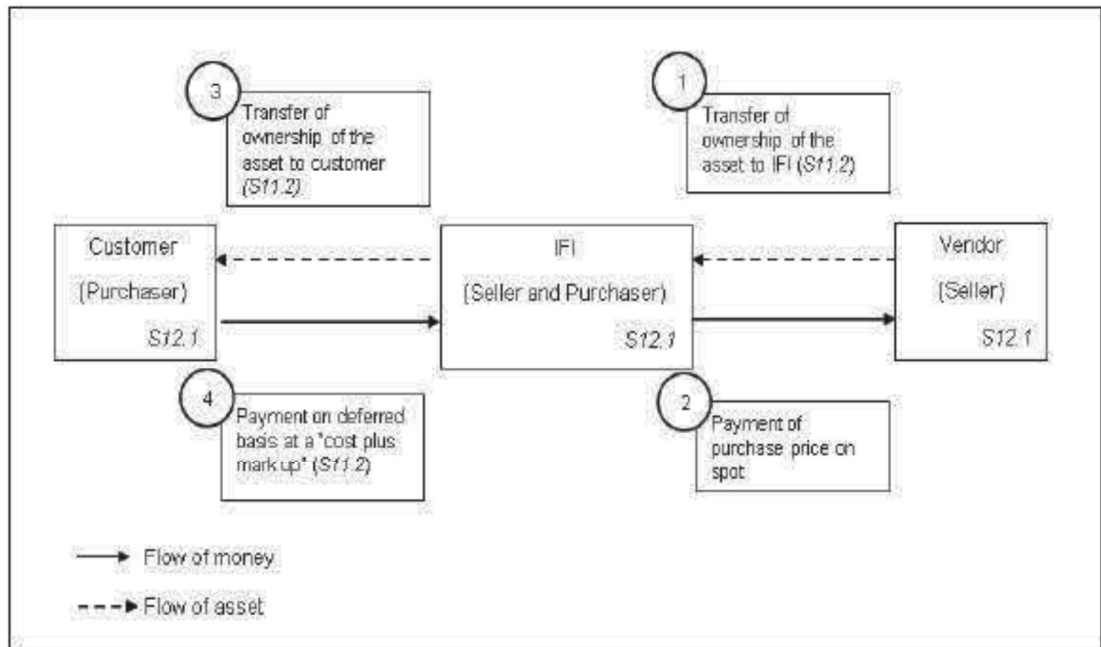 3
Transfer of
ownership of the
asset to customer
(S11.2)
1
Transfer of
ownership of the
asset to IFI (S11.2)
Customer
(Purchaser)
S12.1
IFI
(Seller and Purchaser)
S12.1
Vendor
(Seller)
S12.1
4
Payment on deferred
basis at a "cost plus
mark up" (S11.2)
2
Payment of
purchase price on
spot
Flow of money
Flow of asset